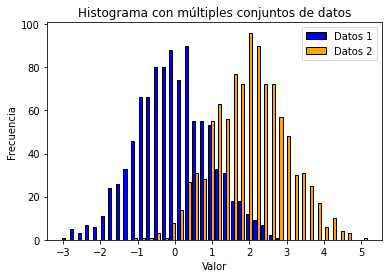 Histograma con múltiples conjuntos de datos
Datos 1
Datos 2
Frecuencia
100
80
60
40
20
0
−3 −2 −1 0 1 2 3 4 5
Valor